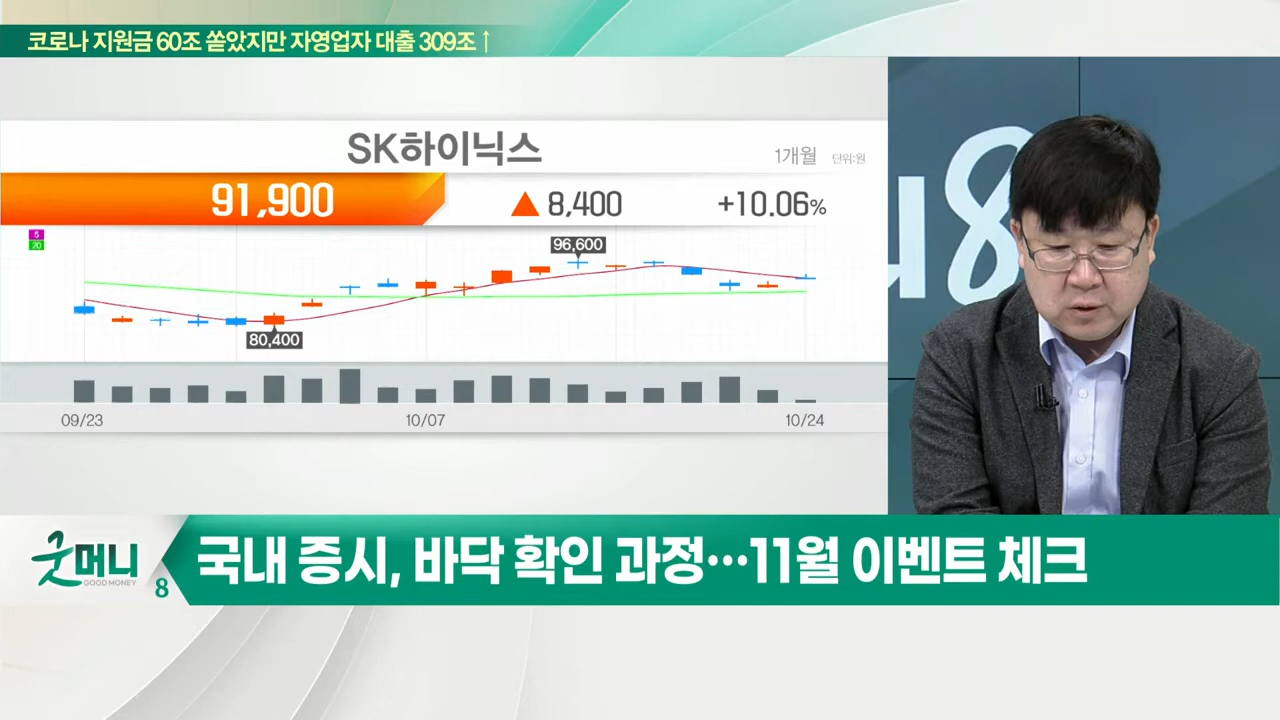 코로나 지원금 60조 쏟았지만 자영업자 대출 309조↑
SK하이닉스
1개월 단위:원
91,900 ▲ 8,400 +10.06%
5
20
96,600
80,400
09/23 10/07 10/24
굿머니
GOOD MONEY
8
국내 증시, 바닥 확인 과정…11월 이벤트 체크